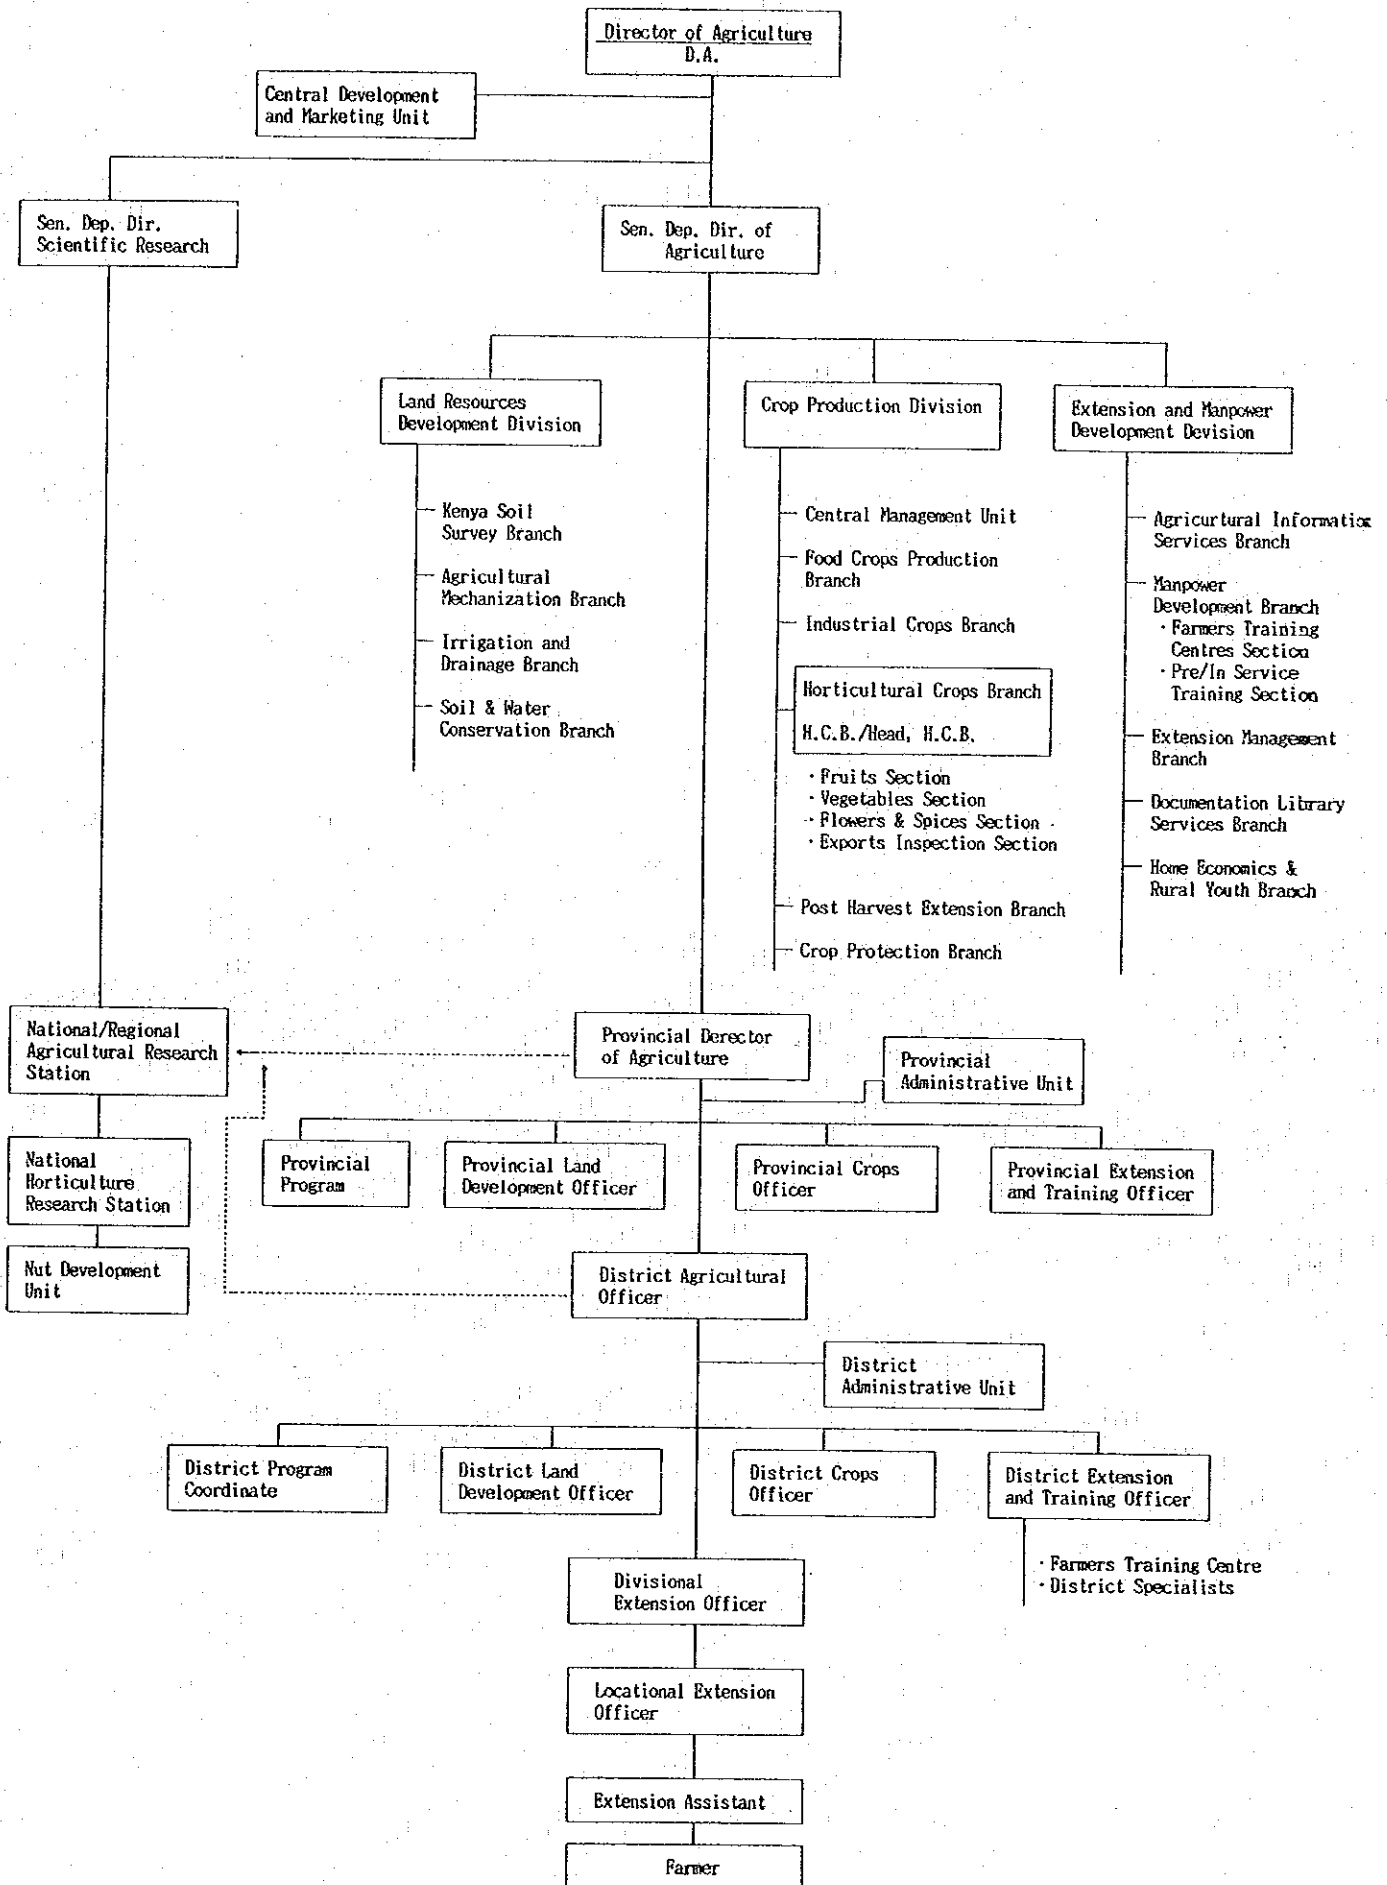 Director of Agriculture
D.A.
Central Development
and Marketing Unit
Sen. Dep. Dir.
Scientific Research
Sen. Dep. Dir. of
Agriculture
Land Resources
Development Division
Kenya Soil
Survey Branch
Agricultural
Mechanization Branch
Irrigation and
Drainage Branch
Soil & Water
Conservation Branch
Crop Production Division
Central Management Unit
Food Crops Production
Branch
Industrial Crops Branch
Horticultural Crops Branch
H.C.B./Head, H.C.B.
・Fruits Section
・Vegetables Section
・Flowers & Spices Section
・Exports Inspection Section
Post Harvest Extension Branch
Crop Protection Branch
Extension and Manpower
Development Devision
Agricurtural Information
Services Branch
Manpower
Development Branch
・Farmers Training
Centres Section
・Pre/In Service
Training Section
Extension Management
Branch
Documentation Library
Services Branch
Home Economics &
Rural Youth Branch
National/Regional
Agricultural Research
Station
National
Horticulture
Research Station
Nut Development
Unit
Provincial Derector
of Agriculture
Provincial
Administrative Unit
Provincial
Program
Provincial Land
Development Officer
Provincial Crops
Officer
Provincial Extension
and Training Officer
District Agricultural
Officer
District
Administrative Unit
District Program
Coordinate
District Land
Development Officer
District Crops
Officer
District Extension
and Training Officer
・Farmers Training Centre
・District Specialists
Divisional
Extension Officer
Locational Extension
Officer
Extension Assistant
Farmer